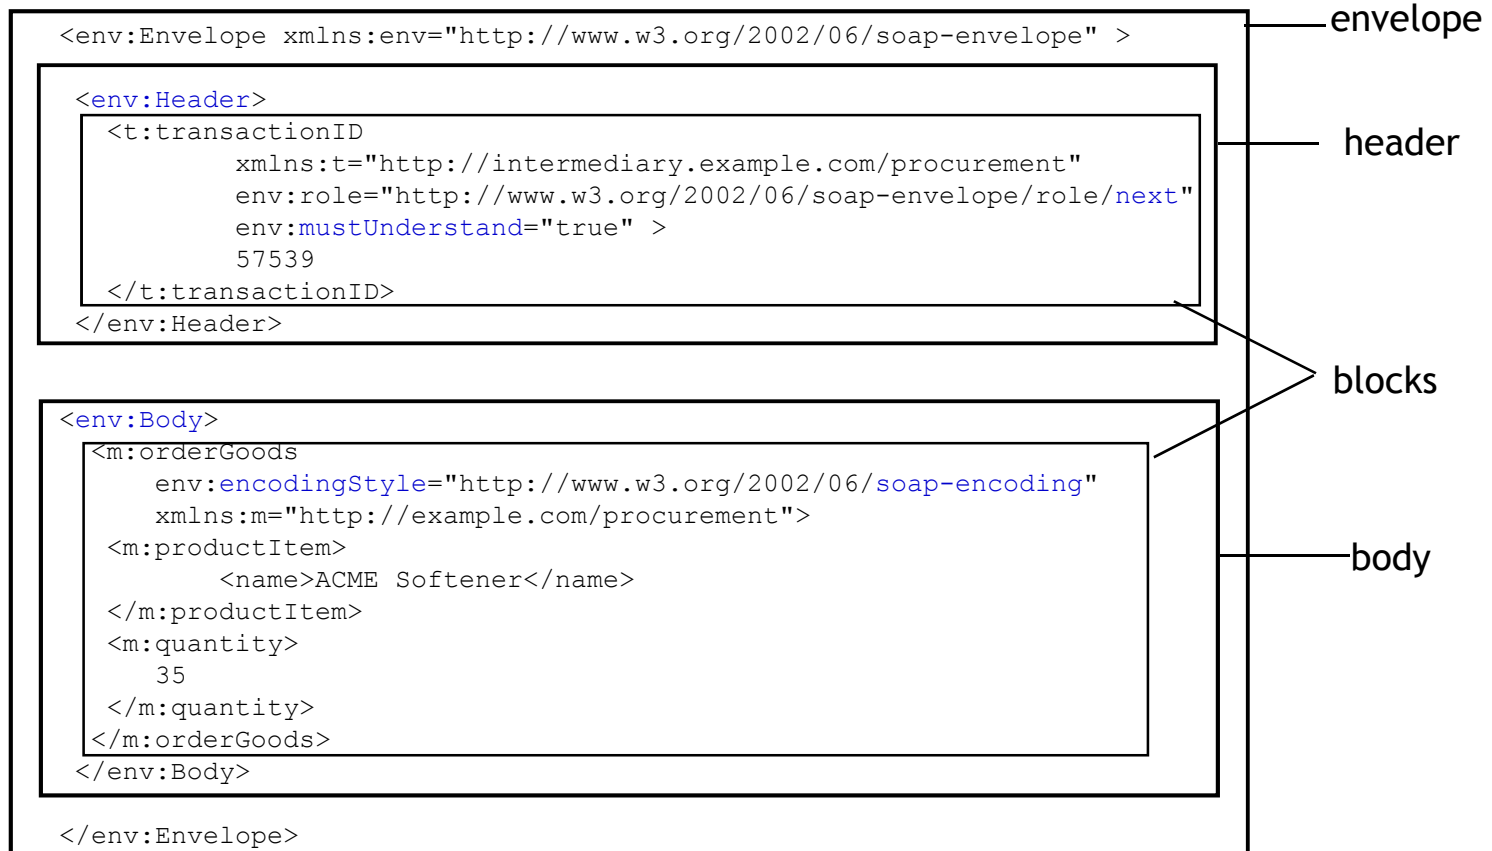 <env:Envelope xmlns:env="http://www.w3.org/2002/06/soap-envelope" >
envelope
<env:Header>
<t:transactionID
xmlns:t="http://intermediary.example.com/procurement"
env:role="http://www.w3.org/2002/06/soap-envelope/role/next"
env:mustUnderstand="true" >
57539
</t:transactionID>
</env:Header>
header
blocks
<env:Body>
<m:orderGoods
env:encodingStyle="http://www.w3.org/2002/06/soap-encoding"
xmlns:m="http://example.com/procurement">
<m:productItem>
<name>ACME Softener</name>
</m:productItem>
<m:quantity>
35
</m:quantity>
</m:orderGoods>
</env:Body>
body
</env:Envelope>